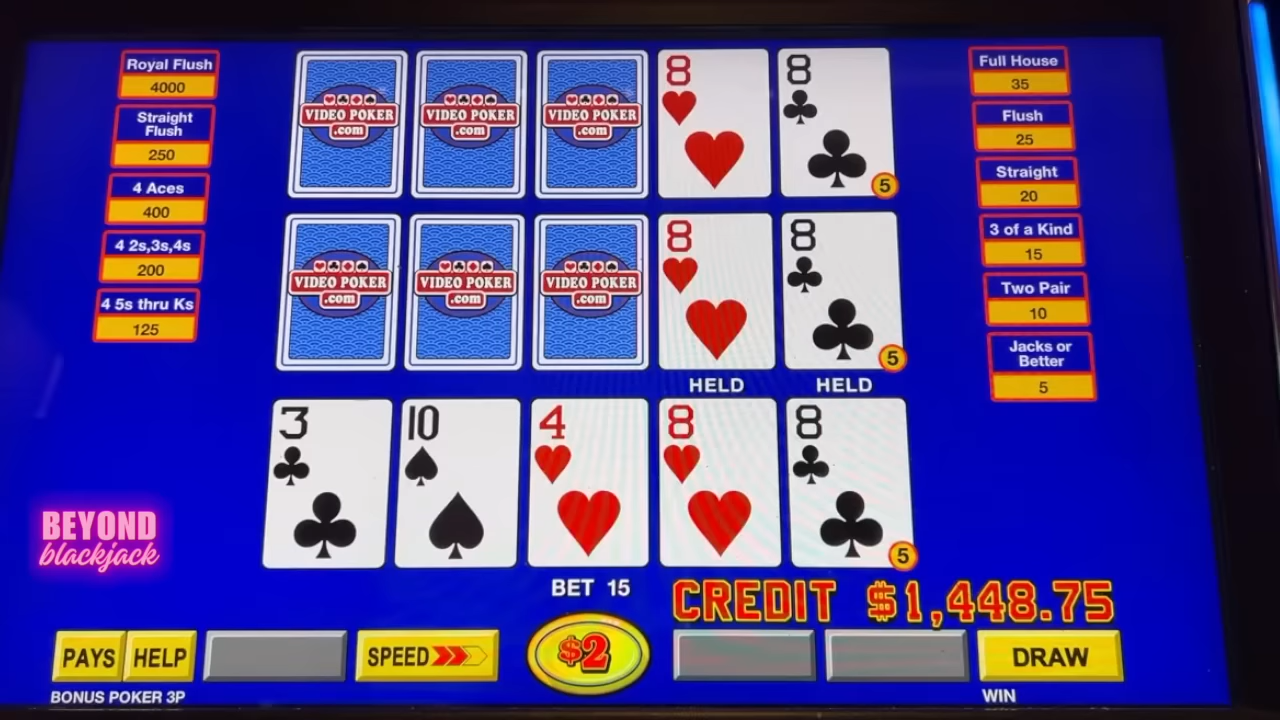 Royal Flush
4000
Straight
Flush
250
4 Aces
400
4 2s,3s,4s
200
4 5s thru Ks
125
VIDEO POKER
.com
VIDEO POKER
.com
VIDEO POKER
.com
8
8
5
VIDEO POKER
.com
VIDEO POKER
.com
VIDEO POKER
.com
8
8
5
HELD
HELD
3
10
4
8
8
5
Full House
35
Flush
25
Straight
20
3 of a Kind
15
Two Pair
10
Jacks or
Better
5
BEYOND
blackjack
BET 15
CREDIT $1,448.75
PAYS
HELP
SPEED
$2
DRAW
BONUS POKER 3P
WIN